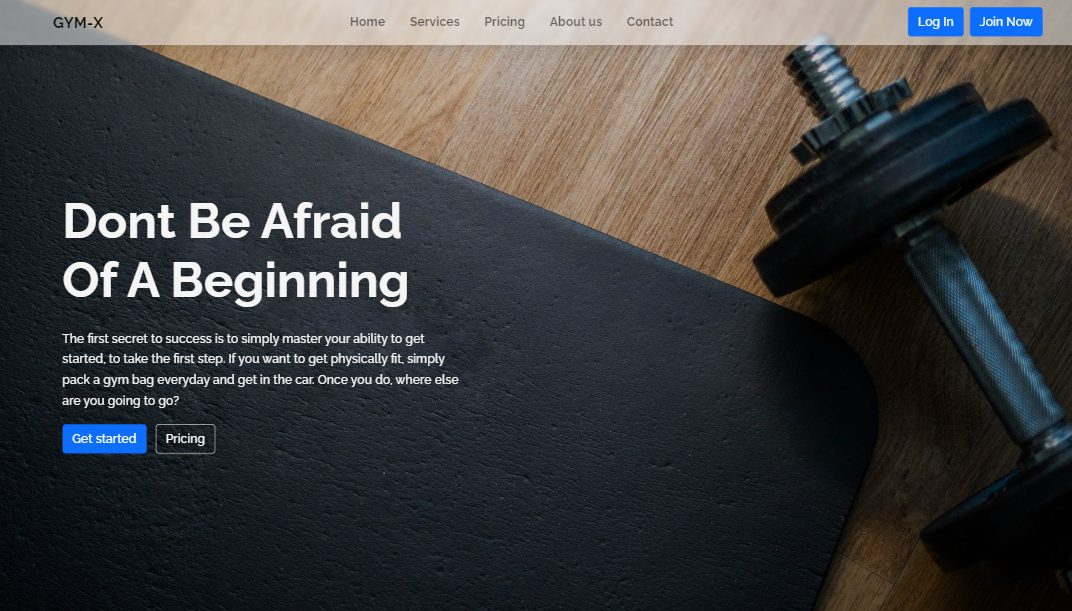 GYM-X
Home Services Pricing About us Contact
Log In Join Now
Dont Be Afraid
Of A Beginning
The first secret to success is to simply master your ability to get
started, to take the first step. If you want to get physically fit, simply
pack a gym bag everyday and get in the car. Once you do, where else
are you going to go?
Get started Pricing